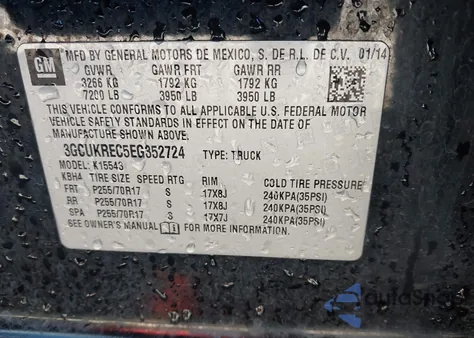 GM MFD BY GENERAL MOTORS DE MEXICO, S. DE R.L. DE C.V. 01/14
GVWR GAWR FRT GAWR RR
3266 KG 1792 KG 1792 KG
7200 LB 3950 LB 3950 LB
THIS VEHICLE CONFORMS TO ALL APPLICABLE U.S. FEDERAL MOTOR
VEHICLE SAFETY STANDARDS IN EFFECT ON THE DATE OF
MANUFACTURE SHOWN ABOVE.
3GCUKREC5EG352724 TYPE: TRUCK
MODEL: K15543
KBH4 TIRE SIZE SPEED RTG RIM COLD TIRE PRESSURE
FRT P255/70R17 S 17X8J 240KPA(35PSI)
RR P255/70R17 S 17X8J 240KPA(35PSI)
SPA P255/70R17 S 17X7J 240KPA(35PSI)
SEE OWNER'S MANUAL FOR MORE INFORMATION.